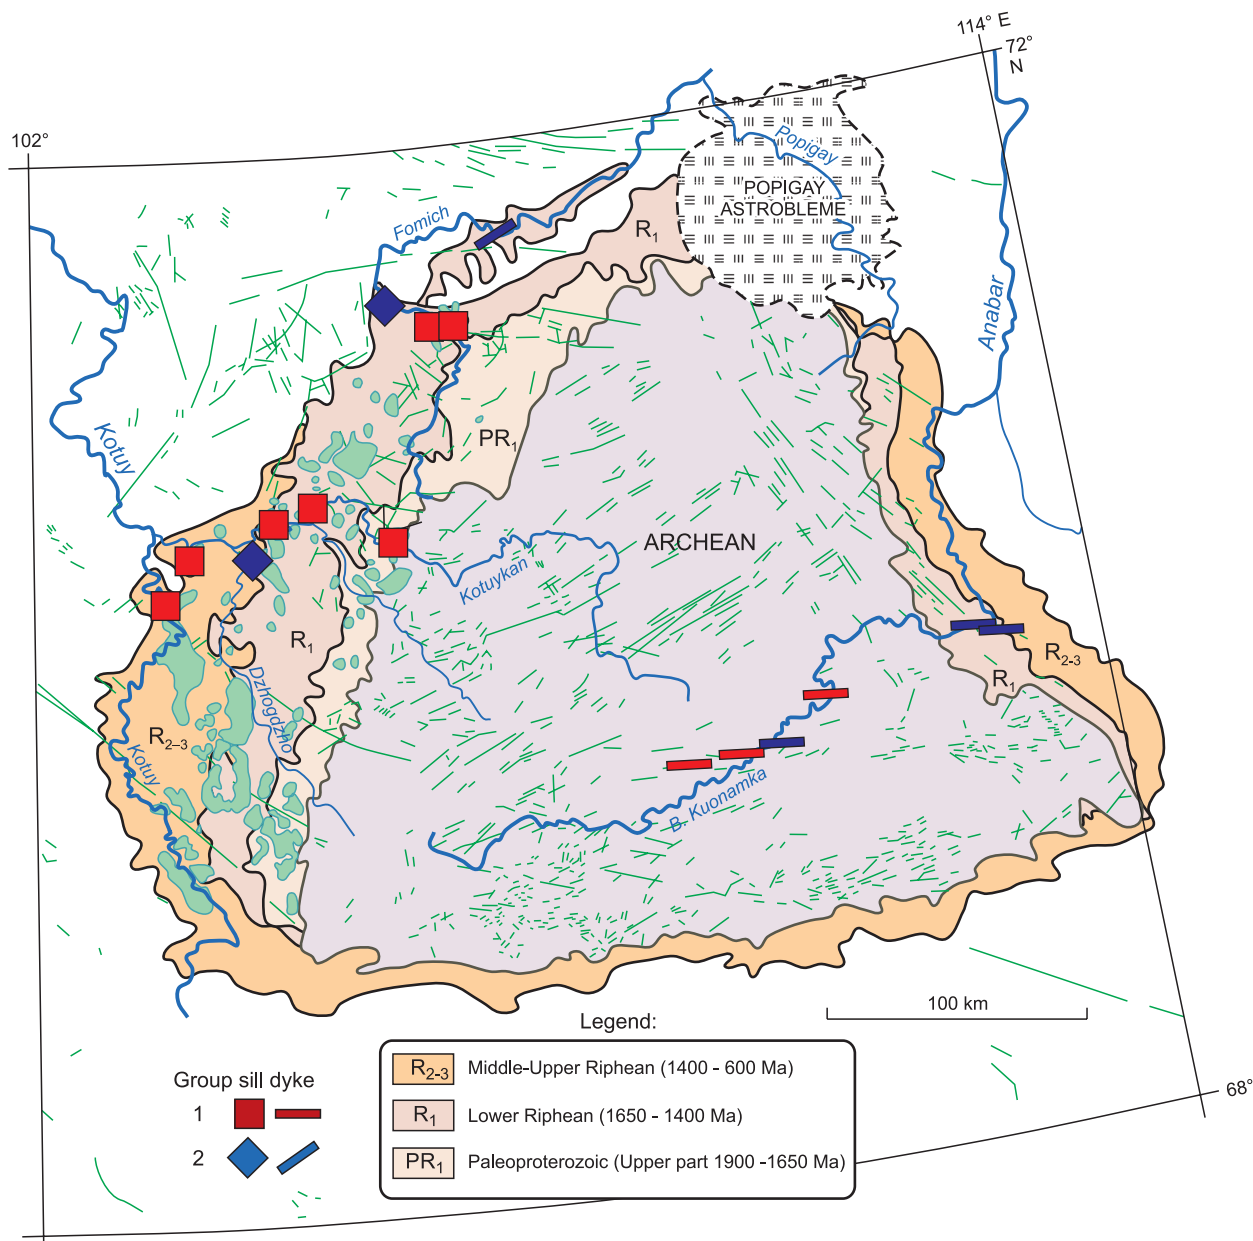 114° E
72°
N
102°
Popigay
POPIGAY
ASTROBLEME
Fomich
R1
Anabar
Kotuy
PR1
ARCHEAN
Kotuykan
R1
R2-3
R1
Dzhogdzho
R2–3
Kotuy
B. Kuonamka
100 km
Legend:
R2-3 Middle-Upper Riphean (1400 - 600 Ma)
R1 Lower Riphean (1650 - 1400 Ma)
PR1 Paleoproterozoic (Upper part 1900 -1650 Ma)
Group sill dyke
1
2
68°